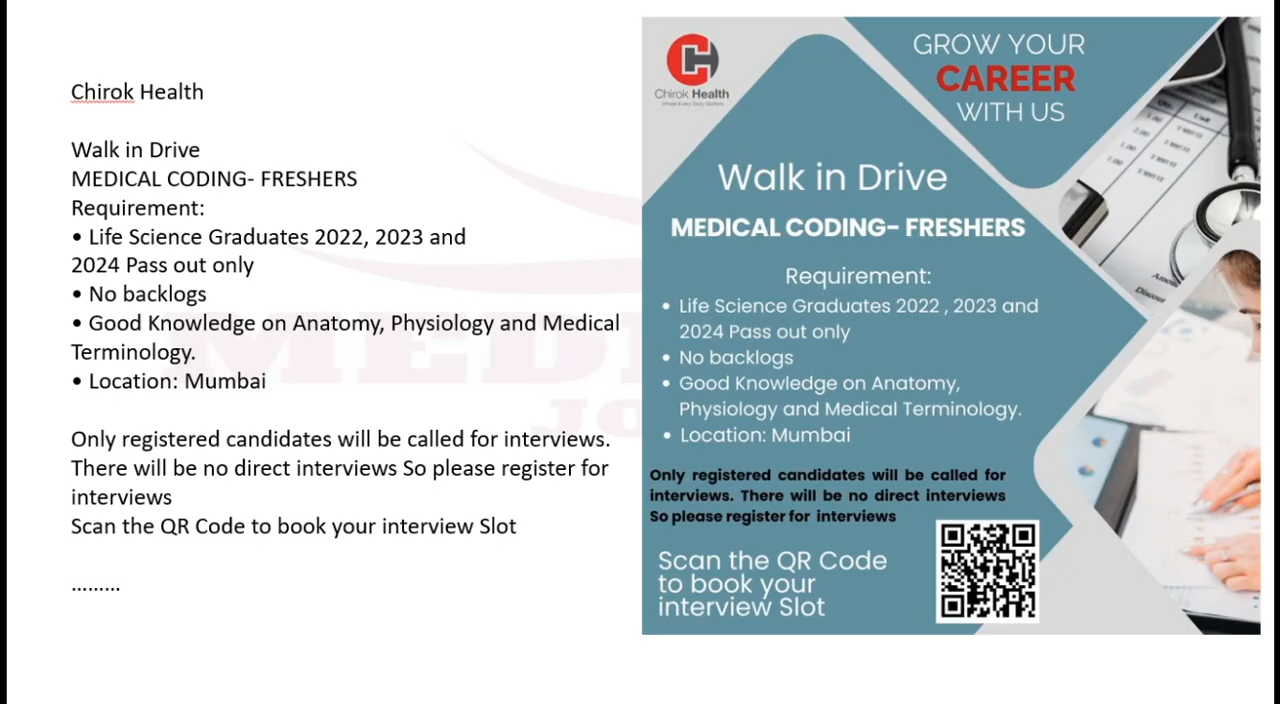 Chirok Health
Walk in Drive
MEDICAL CODING- FRESHERS
Requirement:
• Life Science Graduates 2022, 2023 and
2024 Pass out only
• No backlogs
• Good Knowledge on Anatomy, Physiology and Medical
Terminology.
• Location: Mumbai
Only registered candidates will be called for interviews.
There will be no direct interviews So please register for
interviews
Scan the QR Code to book your interview Slot
.........
Chirok Health
GROW YOUR
CAREER
WITH US
Walk in Drive
MEDICAL CODING- FRESHERS
Requirement:
• Life Science Graduates 2022 , 2023 and
2024 Pass out only
• No backlogs
• Good Knowledge on Anatomy,
Physiology and Medical Terminology.
• Location: Mumbai
Only registered candidates will be called for
interviews. There will be no direct interviews
So please register for interviews
Scan the QR Code
to book your
interview Slot